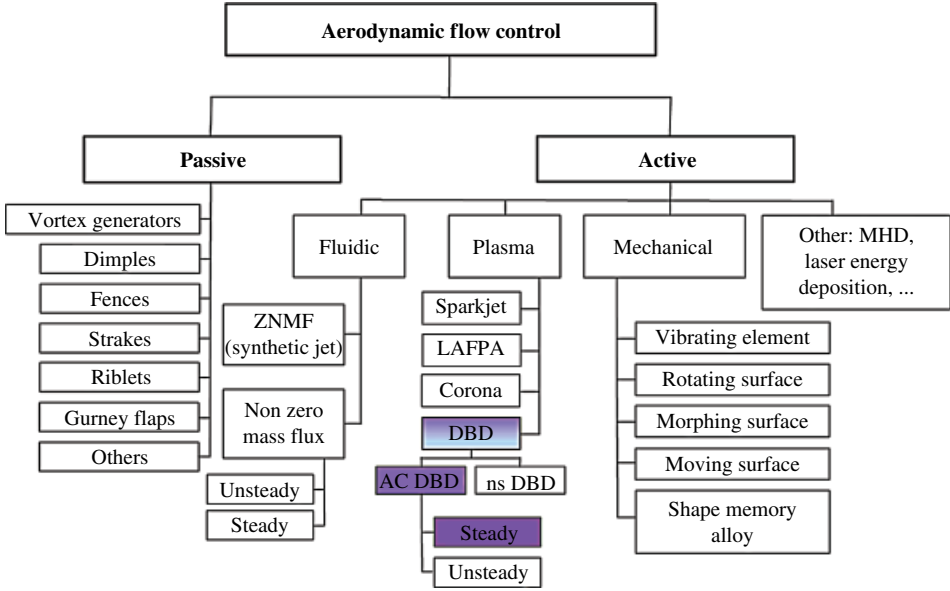 Aerodynamic flow control
Passive
Active
Vortex generators
Dimples
Fences
Strakes
Riblets
Gurney flaps
Others
Fluidic
ZNMF
(synthetic jet)
Non zero
mass flux
Unsteady
Steady
Plasma
Sparkjet
LAFPA
Corona
DBD
AC DBD
ns DBD
Steady
Unsteady
Mechanical
Vibrating element
Rotating surface
Morphing surface
Moving surface
Shape memory
alloy
Other: MHD,
laser energy
deposition, ...